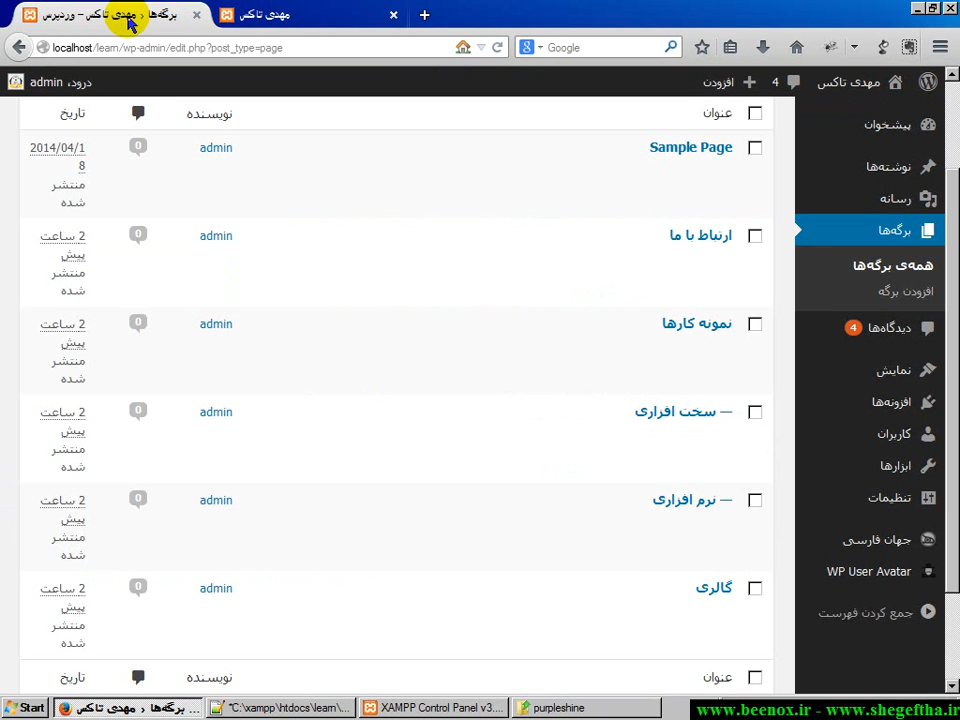 برگه‌ها ‹ مهدی تاکس – وردپرس
مهدی تاکس
localhost/learn/wp-admin/edit.php?post_type=page
Google
مهدی تاکس
4
افزودن
درود، admin
عنوان
نویسنده
تاریخ
Sample Page
admin
0
2014/04/1
8
منتشر
شده
ارتباط با ما
admin
0
2 ساعت
پیش
منتشر
شده
نمونه کارها
admin
0
2 ساعت
پیش
منتشر
شده
— سخت افزاری
admin
0
2 ساعت
پیش
منتشر
شده
— نرم افزاری
admin
0
2 ساعت
پیش
منتشر
شده
گالری
admin
0
2 ساعت
پیش
منتشر
شده
عنوان
نویسنده
تاریخ
پیشخوان
نوشته‌ها
رسانه
برگه‌ها
همه‌ی برگه‌ها
افزودن برگه
دیدگاه‌ها 4
نمایش
افزونه‌ها
کاربران
ابزارها
تنظیمات
جهان فارسی
WP User Avatar
جمع کردن فهرست
Start
برگه‌ها ‹ مهدی تاکس ...
*C:\xampp\htdocs\learn\...
XAMPP Control Panel v3....
purpleshine
www.beenox.ir - www.shegeftha.ir